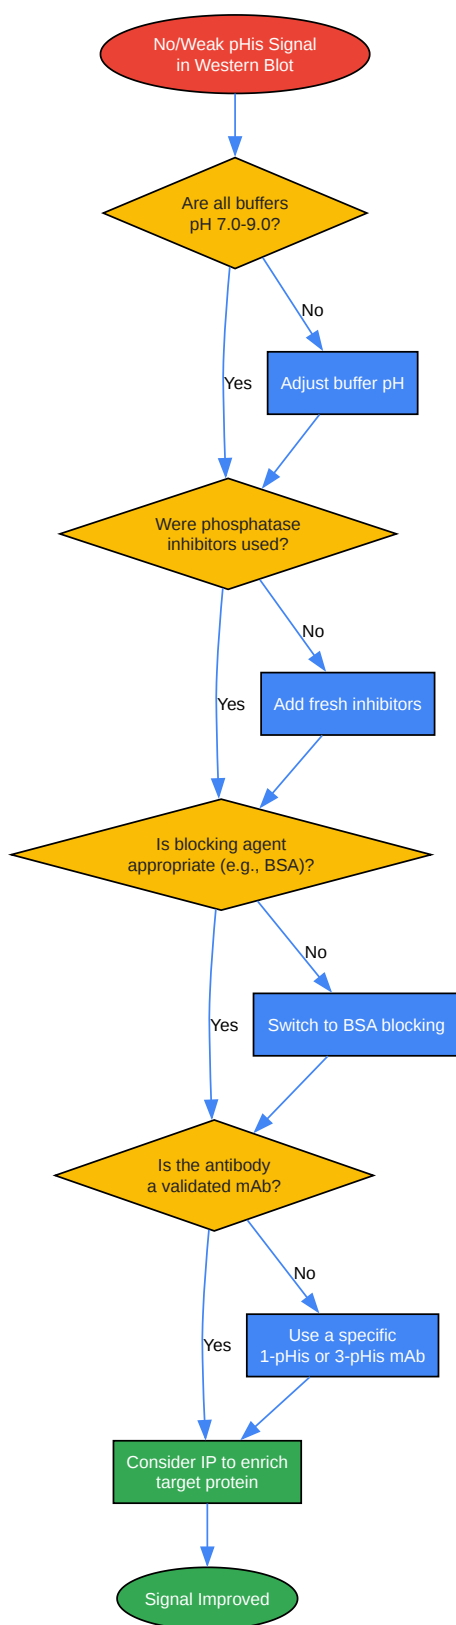 No/Weak pHis Signal
in Western Blot
Are all buffers
pH 7.0-9.0?
No
Yes
Adjust buffer pH
Were phosphatase
inhibitors used?
No
Yes
Add fresh inhibitors
Is blocking agent
appropriate (e.g., BSA)?
No
Yes
Switch to BSA blocking
Is the antibody
a validated mAb?
No
Yes
Use a specific
1-pHis or 3-pHis mAb
Consider IP to enrich
target protein
Signal Improved